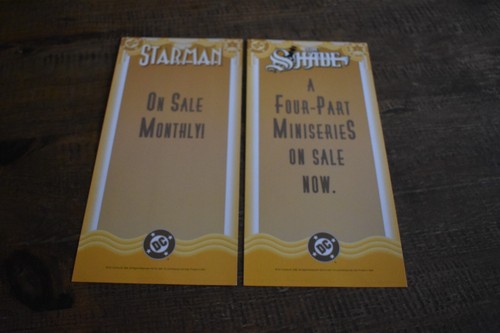 STARMAN
ON SALE
MONTHLY!
DC
SHADE
A
FOUR-PART
MINISERIES
ON SALE
NOW.
DC